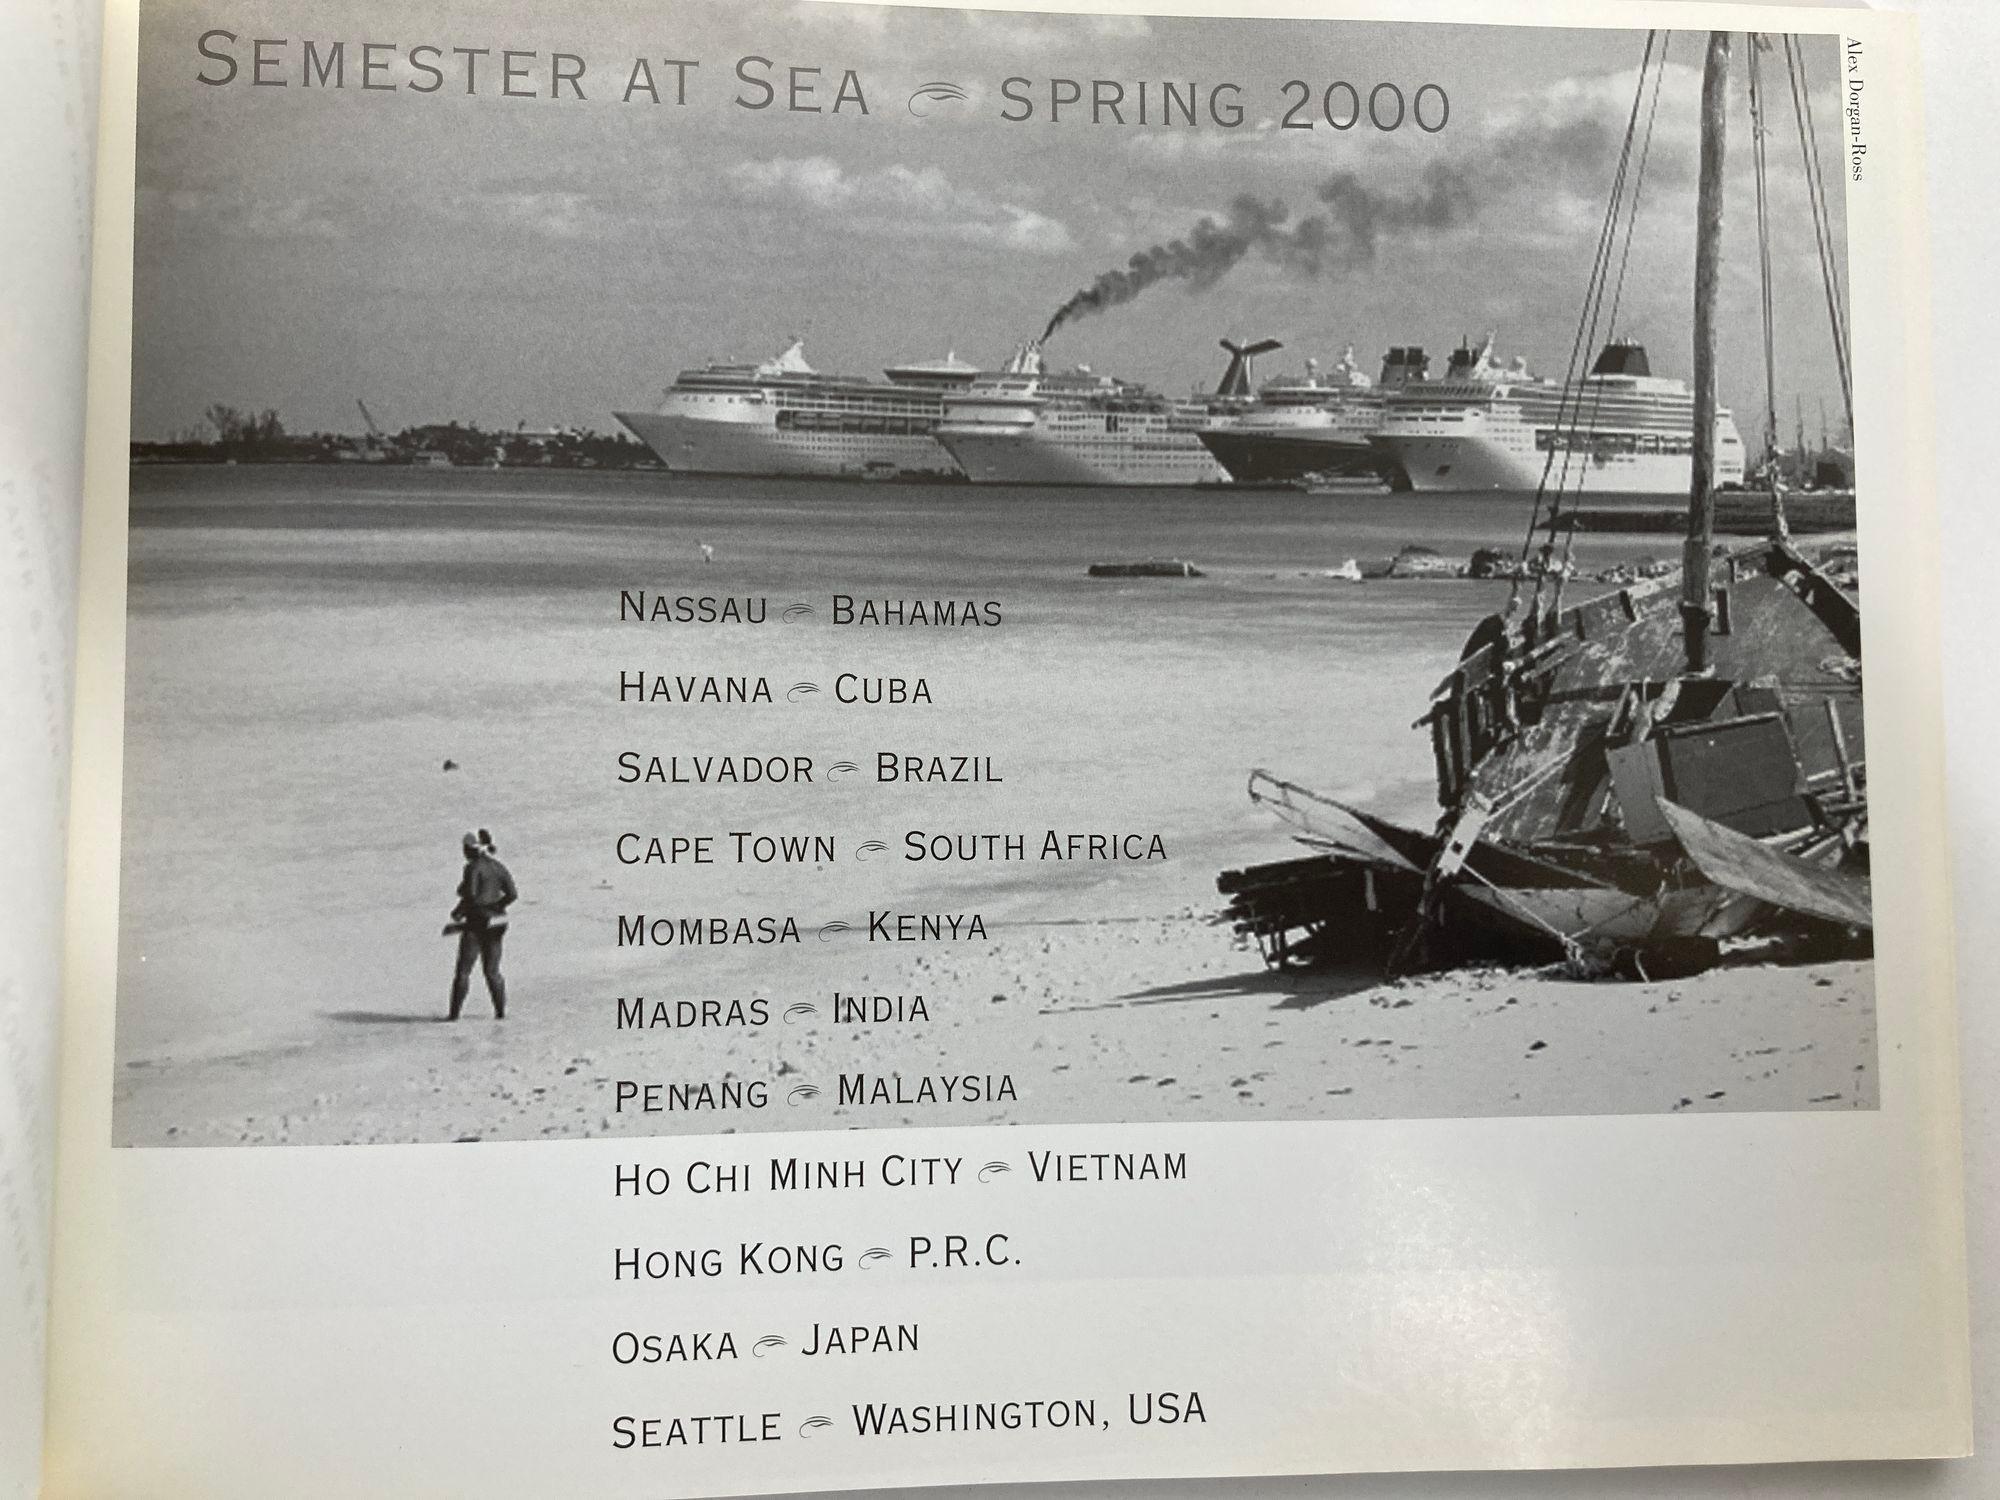 SEMESTER AT SEA SPRING 2000
Alex Dorgan-Ross
NASSAU BAHAMAS
HAVANA CUBA
SALVADOR BRAZIL
CAPE TOWN SOUTH AFRICA
MOMBASA KENYA
MADRAS INDIA
PENANG MALAYSIA
HO CHI MINH CITY VIETNAM
HONG KONG P.R.C.
OSAKA JAPAN
SEATTLE WASHINGTON, USA